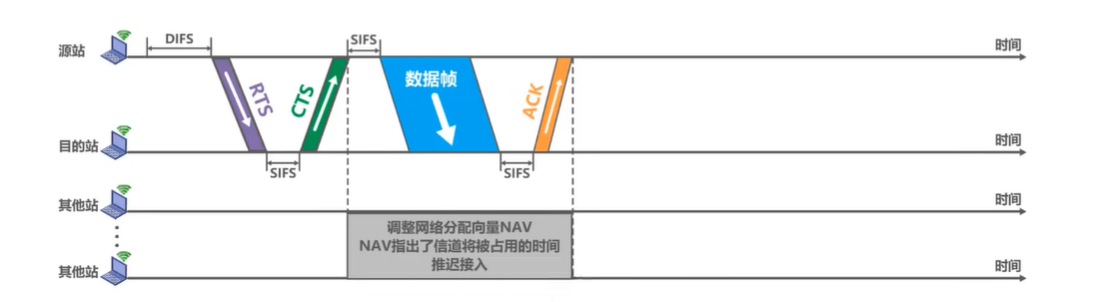 源站
DIFS
SIFS
时间
RTS
CTS
数据帧
ACK
目的站
SIFS
SIFS
时间
其他站
时间
调整网络分配向量NAV
NAV指出了信道将被占用的时间
推迟接入
其他站
时间